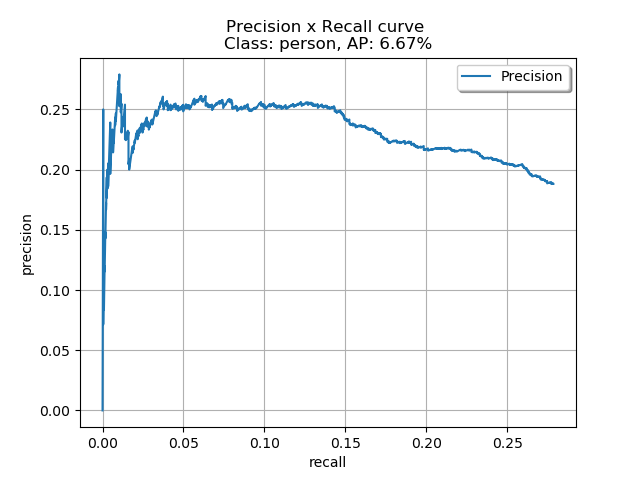 Precision x Recall curve
Class: person, AP: 6.67%
Precision
0.25
0.20
0.15
0.10
0.05
0.00
precision
0.00 0.05 0.10 0.15 0.20 0.25
recall